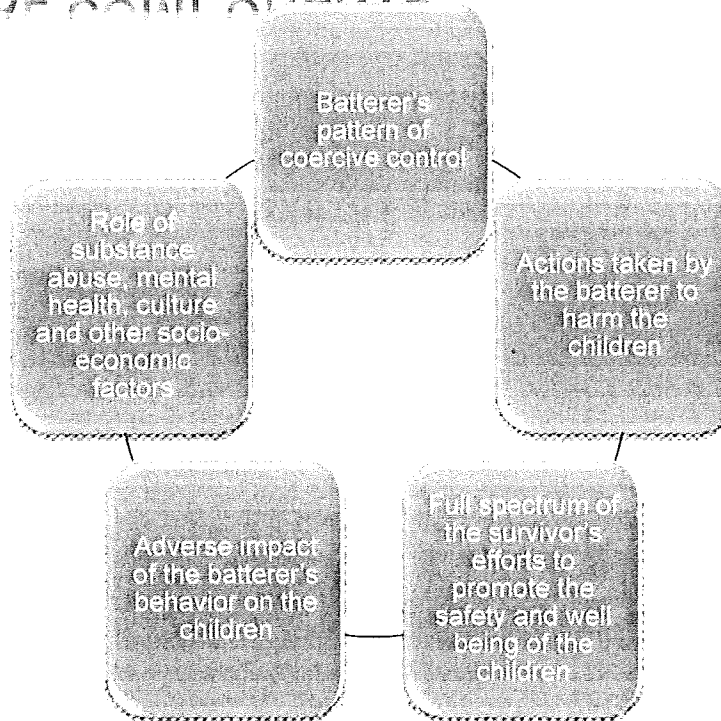 Batterer's
pattern of
coercive control
Actions taken by
the batterer to
harm the
children
Full spectrum of
the survivor's
efforts to
promote the
safety and well
being of the
children
Adverse impact
of the batterer's
behavior on the
children
Role of
substance
abuse, mental
health, culture
and other socio-
economic
factors